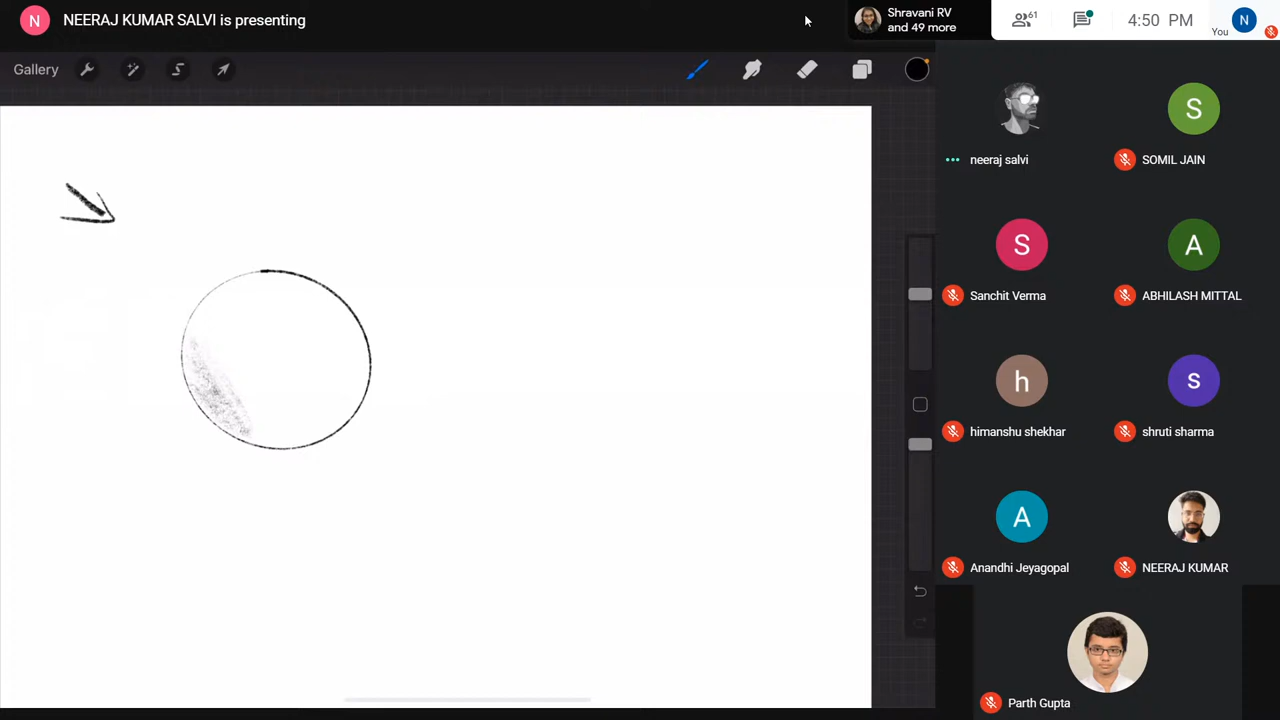 N NEERAJ KUMAR SALVI is presenting
Shravani RV
and 49 more
61
4:50 PM
You
N
Gallery
neeraj salvi
S
SOMIL JAIN
S
Sanchit Verma
A
ABHILASH MITTAL
h
himanshu shekhar
s
shruti sharma
A
Anandhi Jeyagopal
NEERAJ KUMAR
Parth Gupta